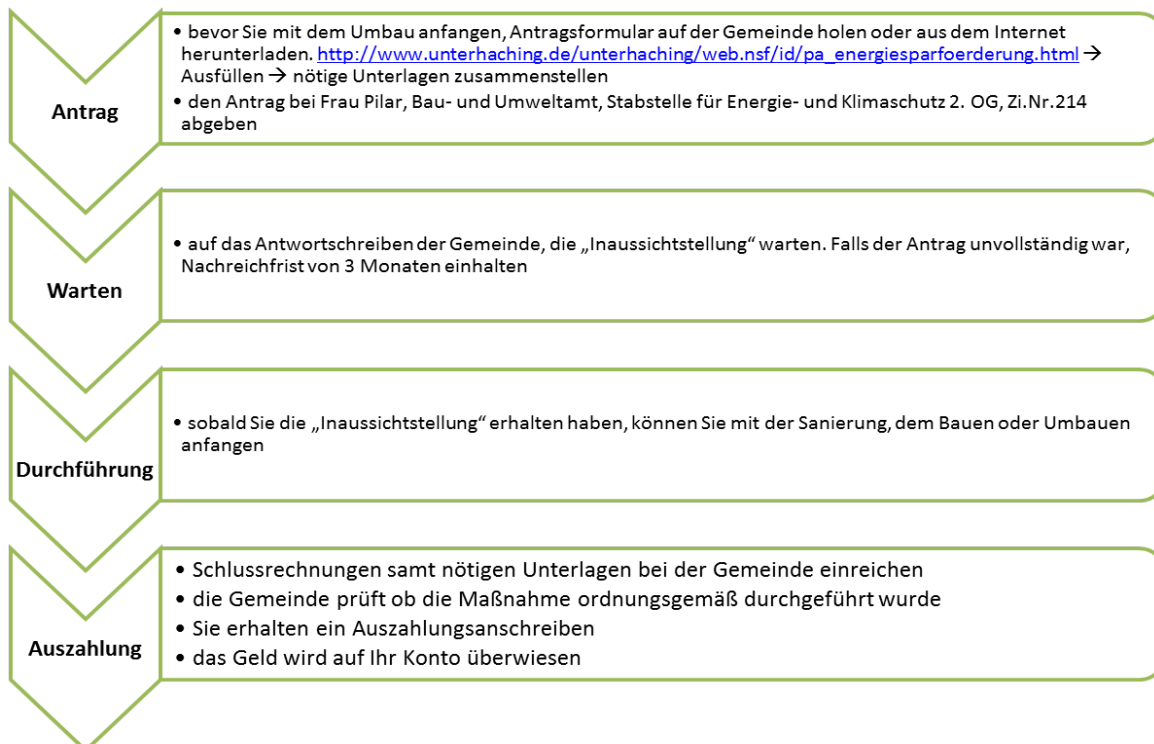 Antrag
• bevor Sie mit dem Umbau anfangen, Antragsformular auf der Gemeinde holen oder aus dem Internet
herunterladen. http://www.unterhaching.de/unterhaching/web.nsf/id/pa_energiesparfoerderung.html →
Ausfüllen → nötige Unterlagen zusammenstellen
• den Antrag bei Frau Pilar, Bau- und Umweltamt, Stabstelle für Energie- und Klimaschutz 2. OG, Zi.Nr.214
abgeben
Warten
• auf das Antwortschreiben der Gemeinde, die „Inaussichtstellung“ warten. Falls der Antrag unvollständig war,
Nachreichfrist von 3 Monaten einhalten
Durchführung
• sobald Sie die „Inaussichtstellung“ erhalten haben, können Sie mit der Sanierung, dem Bauen oder Umbauen
anfangen
Auszahlung
• Schlussrechnungen samt nötigen Unterlagen bei der Gemeinde einreichen
• die Gemeinde prüft ob die Maßnahme ordnungsgemäß durchgeführt wurde
• Sie erhalten ein Auszahlungsanschreiben
• das Geld wird auf Ihr Konto überwiesen